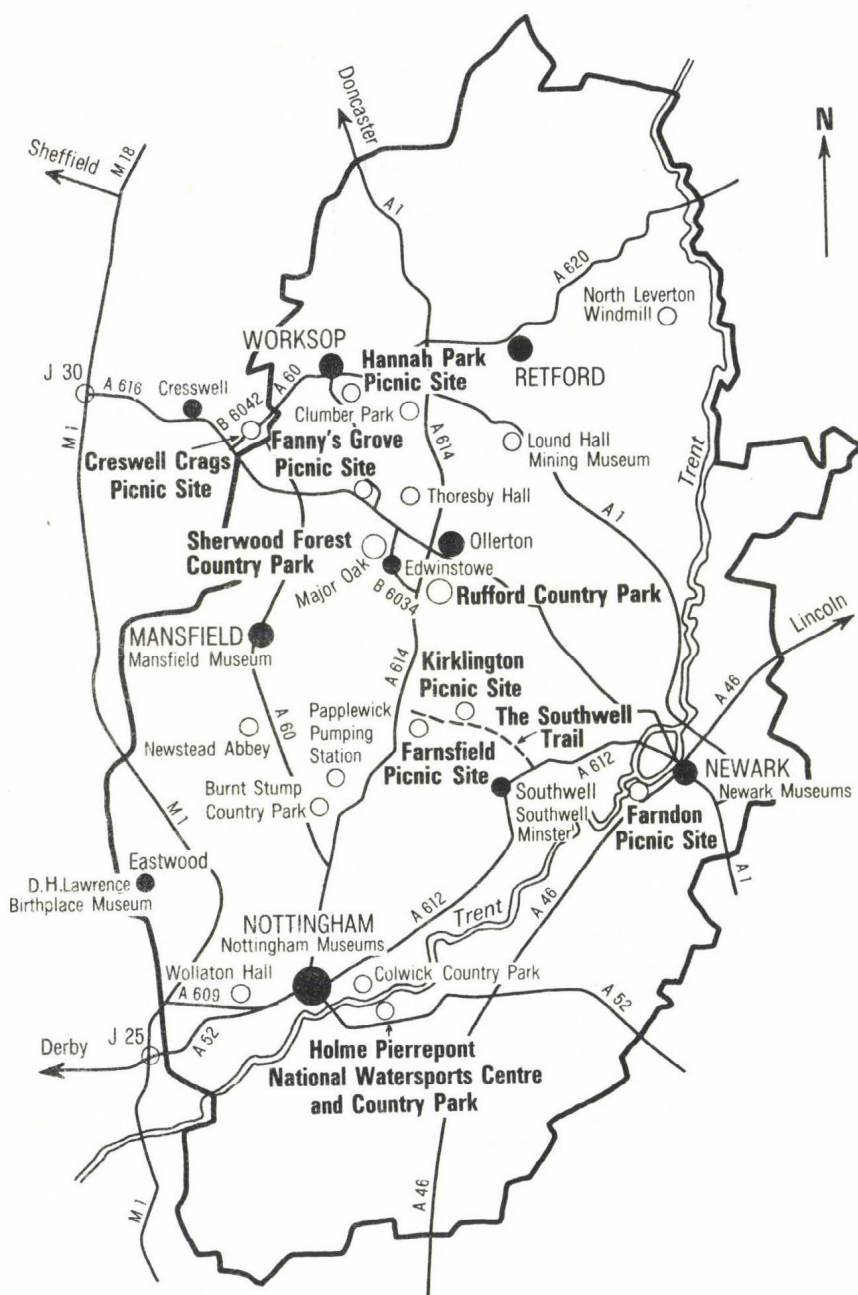 Doncaster
N
Sheffield
M 18
A1
A 620
North Leverton
Windmill
WORKSOP
Hannah Park
Picnic Site
RETFORD
J 30
A 616
Cresswell
B 6042
A 60
Clumber Park
M 1
A 614
Lound Hall
Mining Museum
Trent
Creswell Crags
Picnic Site
Fanny's Grove
Picnic Site
Thoresby Hall
A1
Sherwood Forest
Country Park
Major Oak
Ollerton
Edwinstowe
B 6034
Rufford Country Park
Lincoln
MANSFIELD
Mansfield Museum
A 614
Kirklington
Picnic Site
A 46
A 60
Papplewick
Pumping
Station
The Southwell
Trail
Newstead Abbey
Farnsfield
Picnic Site
A 612
NEWARK
Newark Museums
Burnt Stump
Country Park
Southwell
Southwell
Minster
Farndon
Picnic Site
M 1
Eastwood
D.H.Lawrence
Birthplace Museum
A1
A 612
Trent
A 46
NOTTINGHAM
Nottingham Museums
Wollaton Hall
Colwick Country Park
A 609
J 25
A 52
A 52
Derby
Holme Pierrepont
National Watersports Centre
and Country Park
M 1
A 46